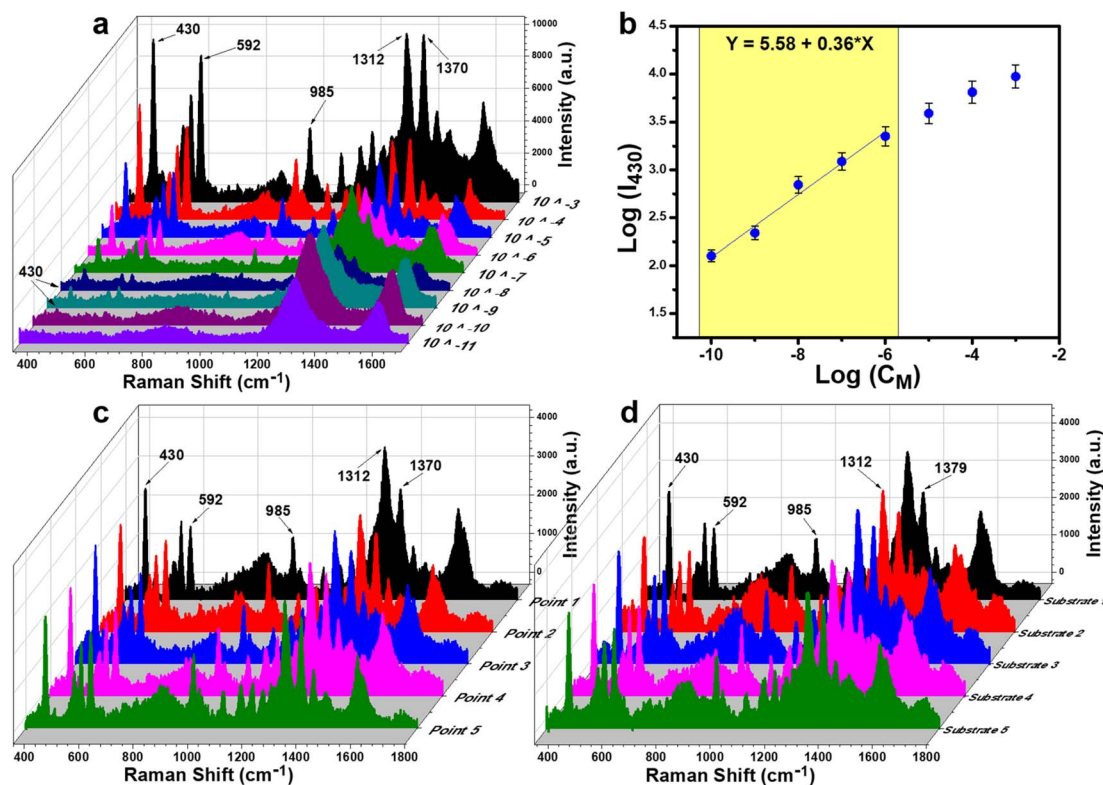 a
430
592
985
1312
1370
10000
8000
6000
4000
2000
0
Intensity (a.u.)
10^-3
10^-4
10^-5
10^-6
10^-7
10^-8
10^-9
10^-10
10^-11
430
400 600 800 1000 1200 1400 1600
Raman Shift (cm⁻¹)
b
Y = 5.58 + 0.36*X
4.5
4.0
3.5
3.0
2.5
2.0
1.5
Log (I₄₃₀)
-10 -8 -6 -4 -2
Log (C_M)
c
430
592
985
1312
1370
4000
3000
2000
1000
0
Intensity (a.u.)
Point 1
Point 2
Point 3
Point 4
Point 5
400 600 800 1000 1200 1400 1600 1800
Raman Shift (cm⁻¹)
d
430
592
985
1312
1379
4000
3000
2000
1000
0
Intensity (a.u.)
Substrate 1
Substrate 2
Substrate 3
Substrate 4
Substrate 5
400 600 800 1000 1200 1400 1600 1800
Raman Shift (cm⁻¹)